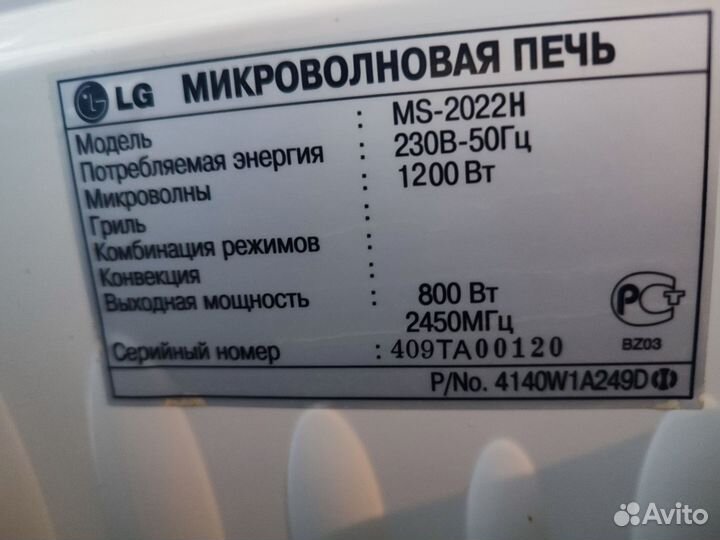 LG МИКРОВОЛНОВАЯ ПЕЧЬ
Модель : MS-2022H
Потребляемая энергия : 230В-50Гц
Микроволны : 1200 Вт
Гриль :
Комбинация режимов :
Конвекция :
Выходная мощность : 800 Вт
2450МГц
Серийный номер : 409TA00120
РСТ
BZ03
P/No. 4140W1A249D
Avito